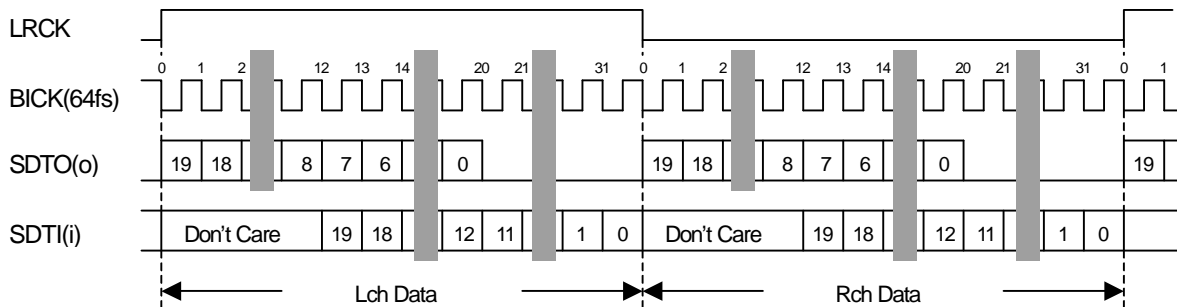 LRCK
0 1 2 12 13 14 20 21 31 0 1 2 12 13 14 20 21 31 0 1
BICK(64fs)
SDTO(o) 19 18 8 7 6 0 19 18 8 7 6 0 19
SDTI(i) Don't Care 19 18 12 11 1 0 Don't Care 19 18 12 11 1 0
Lch Data Rch Data